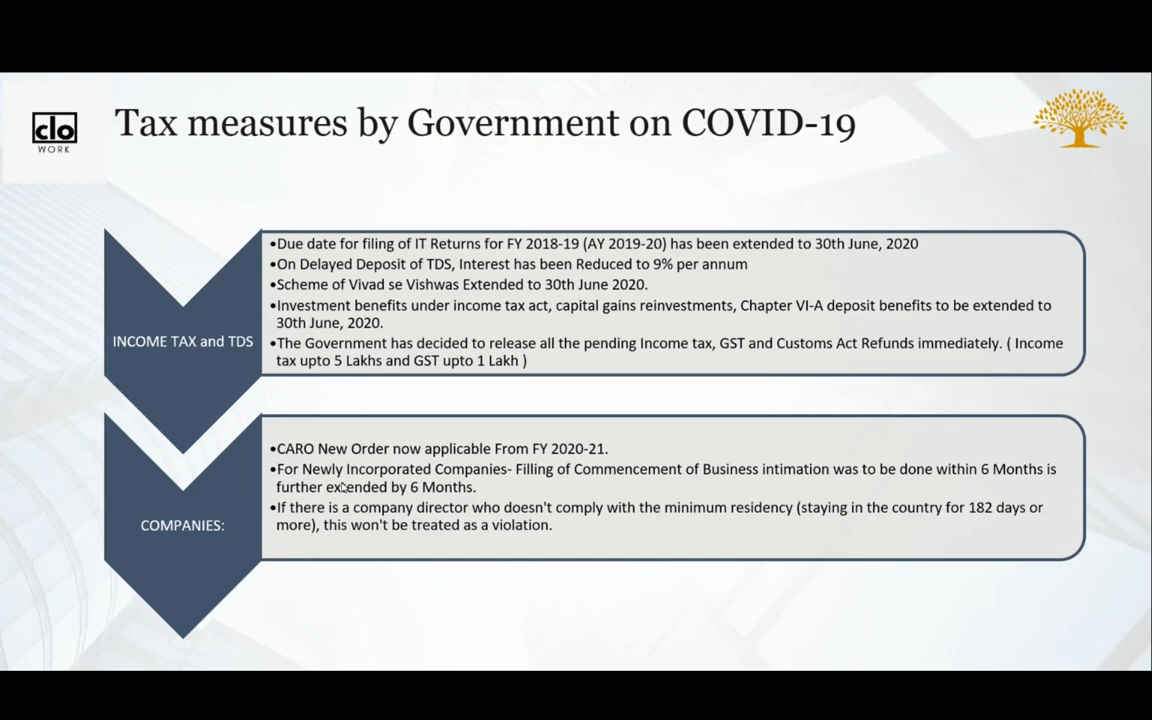 clo
WORK
Tax measures by Government on COVID-19
INCOME TAX and TDS
•Due date for filing of IT Returns for FY 2018-19 (AY 2019-20) has been extended to 30th June, 2020
•On Delayed Deposit of TDS, Interest has been Reduced to 9% per annum
•Scheme of Vivad se Vishwas Extended to 30th June 2020.
•Investment benefits under income tax act, capital gains reinvestments, Chapter VI-A deposit benefits to be extended to
30th June, 2020.
•The Government has decided to release all the pending Income tax, GST and Customs Act Refunds immediately. ( Income
tax upto 5 Lakhs and GST upto 1 Lakh )
COMPANIES:
•CARO New Order now applicable From FY 2020-21.
•For Newly Incorporated Companies- Filling of Commencement of Business intimation was to be done within 6 Months is
further extended by 6 Months.
•If there is a company director who doesn't comply with the minimum residency (staying in the country for 182 days or
more), this won't be treated as a violation.